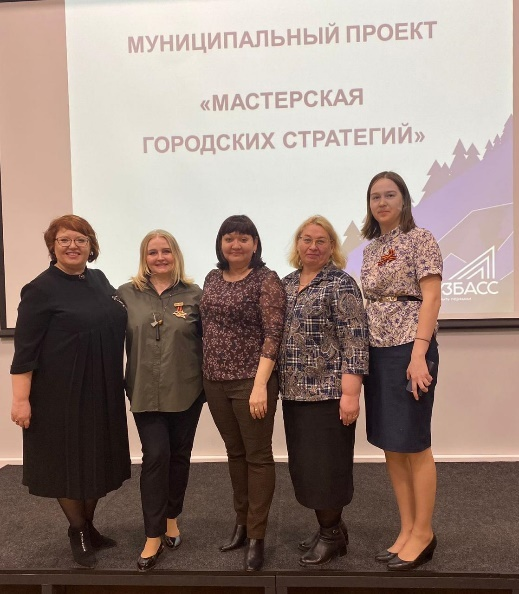 МУНИЦИПАЛЬНЫЙ ПРОЕКТ
«МАСТЕРСКАЯ
ГОРОДСКИХ СТРАТЕГИЙ»
ЗБАСС